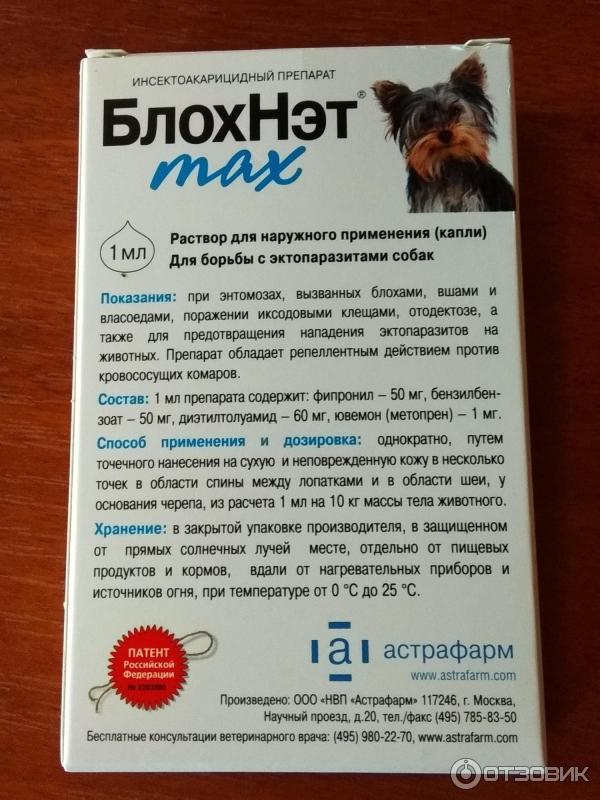 ИНСЕКТОАКАРИЦИДНЫЙ ПРЕПАРАТ
БлохНэт®
max
1 мл
Раствор для наружного применения (капли)
Для борьбы с эктопаразитами собак
Показания: при энтомозах, вызванных блохами, вшами и
власоедами, поражении иксодовыми клещами, отодектозе, а
также для предотвращения нападения эктопаразитов на
животных. Препарат обладает репеллентным действием против
кровососущих комаров.
Состав: 1 мл препарата содержит: фипронил – 50 мг, бензилбен-
зоат – 50 мг, диэтилтолуамид – 60 мг, ювемон (метопрен) – 1 мг.
Способ применения и дозировка: однократно, путем
точечного нанесения на сухую и неповрежденную кожу в несколько
точек в области спины между лопатками и в области шеи, у
основания черепа, из расчета 1 мл на 10 кг массы тела животного.
Хранение: в закрытой упаковке производителя, в защищенном
от прямых солнечных лучей месте, отдельно от пищевых
продуктов и кормов, вдали от нагревательных приборов и
источников огня, при температуре от 0 °С до 25 °С.
ПАТЕНТ
Российской
Федерации
|a| астрафарм
www.astrafarm.com
Произведено: ООО «НВП «Астрафарм» 117246, г. Москва,
Научный проезд, д.20, тел./факс (495) 785-83-50
Бесплатные консультации ветеринарного врача: (495) 980-22-70, www.astrafarm.com
ОТЗОВИК